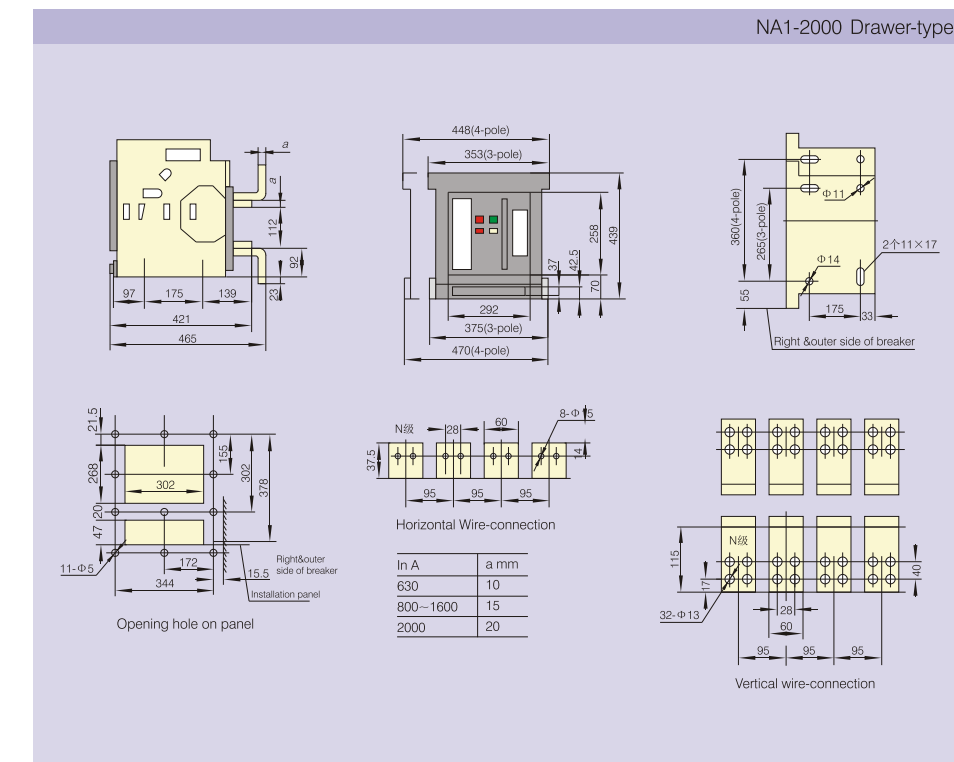 NA1-2000 Drawer-type
a
a
112
92
23
97
175
139
421
465
448(4-pole)
353(3-pole)
258
439
37
42.5
70
292
375(3-pole)
470(4-pole)
360(4-pole)
265(3-pole)
Φ11
2个11×17
Φ14
55
175
33
Right &outer side of breaker
21.5
268
302
20
47
155
302
378
11-Φ5
172
344
15.5
Right&outer
side of breaker
Installation panel
Opening hole on panel
N级
28
60
8-Φ15
37.5
14
95
95
95
Horizontal Wire-connection
In A
a mm
630
10
800~1600
15
2000
20
N级
115
17
40
32-Φ13
28
60
95
95
95
Vertical wire-connection